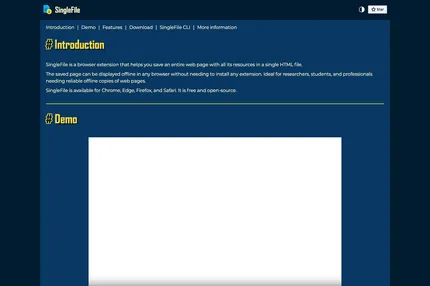 SingleFile
Star
Introduction | Demo | Features | Download | SingleFile CLI | More information
# Introduction
SingleFile is a browser extension that helps you save an entire web page with all its resources in a single HTML file.
The saved page can be displayed offline in any browser without needing to install any extension. Ideal for researchers, students, and professionals
needing reliable offline copies of web pages.
SingleFile is available for Chrome, Edge, Firefox, and Safari. It is free and open-source.
# Demo